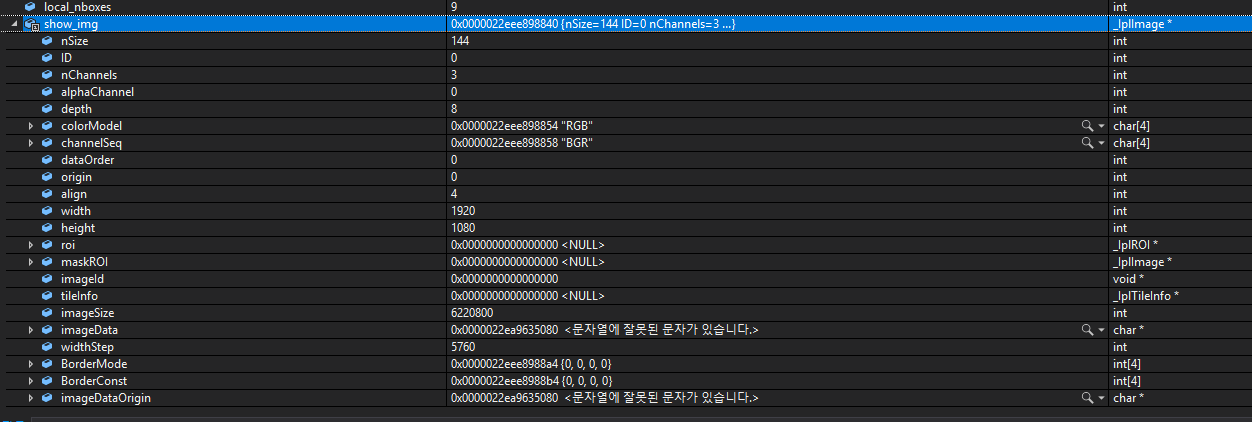 local_nboxes 9 int
show_img 0x0000022eee898840 {nSize=144 ID=0 nChannels=3 ...} _IplImage *
nSize 144 int
ID 0 int
nChannels 3 int
alphaChannel 0 int
depth 8 int
colorModel 0x0000022eee898854 "RGB" char[4]
channelSeq 0x0000022eee898858 "BGR" char[4]
dataOrder 0 int
origin 0 int
align 4 int
width 1920 int
height 1080 int
roi 0x0000000000000000 <NULL> _IplROI *
maskROI 0x0000000000000000 <NULL> _IplImage *
imageId 0x0000000000000000 void *
tileInfo 0x0000000000000000 <NULL> _IplTileInfo *
imageSize 6220800 int
imageData 0x0000022ea9635080 <문자열에 잘못된 문자가 있습니다.> char *
widthStep 5760 int
BorderMode 0x0000022eee8988a4 {0, 0, 0, 0} int[4]
BorderConst 0x0000022eee8988b4 {0, 0, 0, 0} int[4]
imageDataOrigin 0x0000022ea9635080 <문자열에 잘못된 문자가 있습니다.> char *